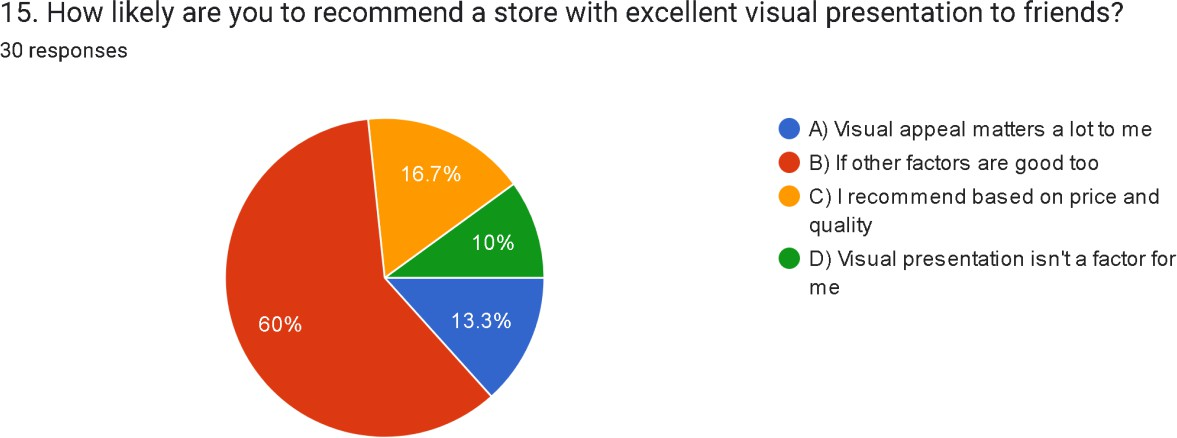 15. How likely are you to recommend a store with excellent visual presentation to friends?
30 responses
A) Visual appeal matters a lot to me
B) If other factors are good too
C) I recommend based on price and
quality
D) Visual presentation isn't a factor for
me
16.7%
10%
13.3%
60%